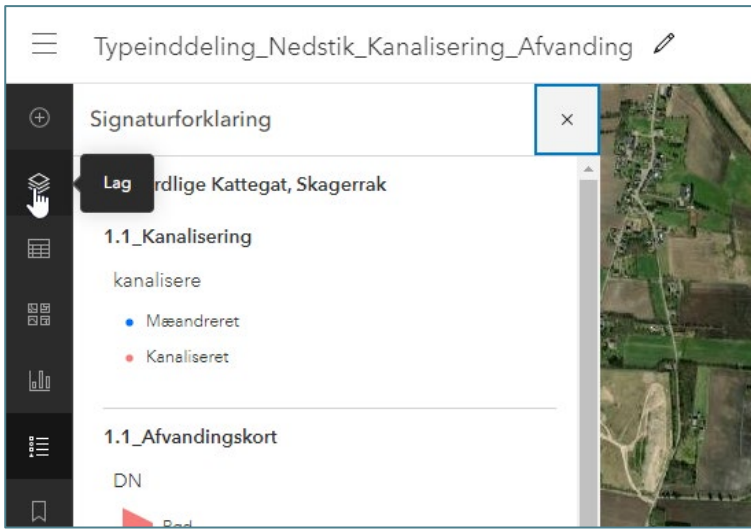 Typeinddeling_Nedstik_Kanalisering_Afvanding
Signaturforklaring
Lag
rdlige Kattegat, Skagerrak
1.1_Kanalisering
kanalisere
Mæandreret
Kanaliseret
1.1_Afvandingskort
DN